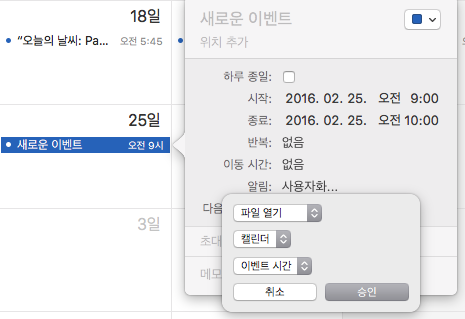 18일
“오늘의 날씨: Pa... 오전 5:45
25일
새로운 이벤트 오전 9시
3일
새로운 이벤트
위치 추가
하루 종일:
시작: 2016. 02. 25. 오전 9:00
종료: 2016. 02. 25. 오전 10:00
반복: 없음
이동 시간: 없음
알림: 사용자화...
다음
초대
메모
파일 열기
캘린더
이벤트 시간
취소 승인